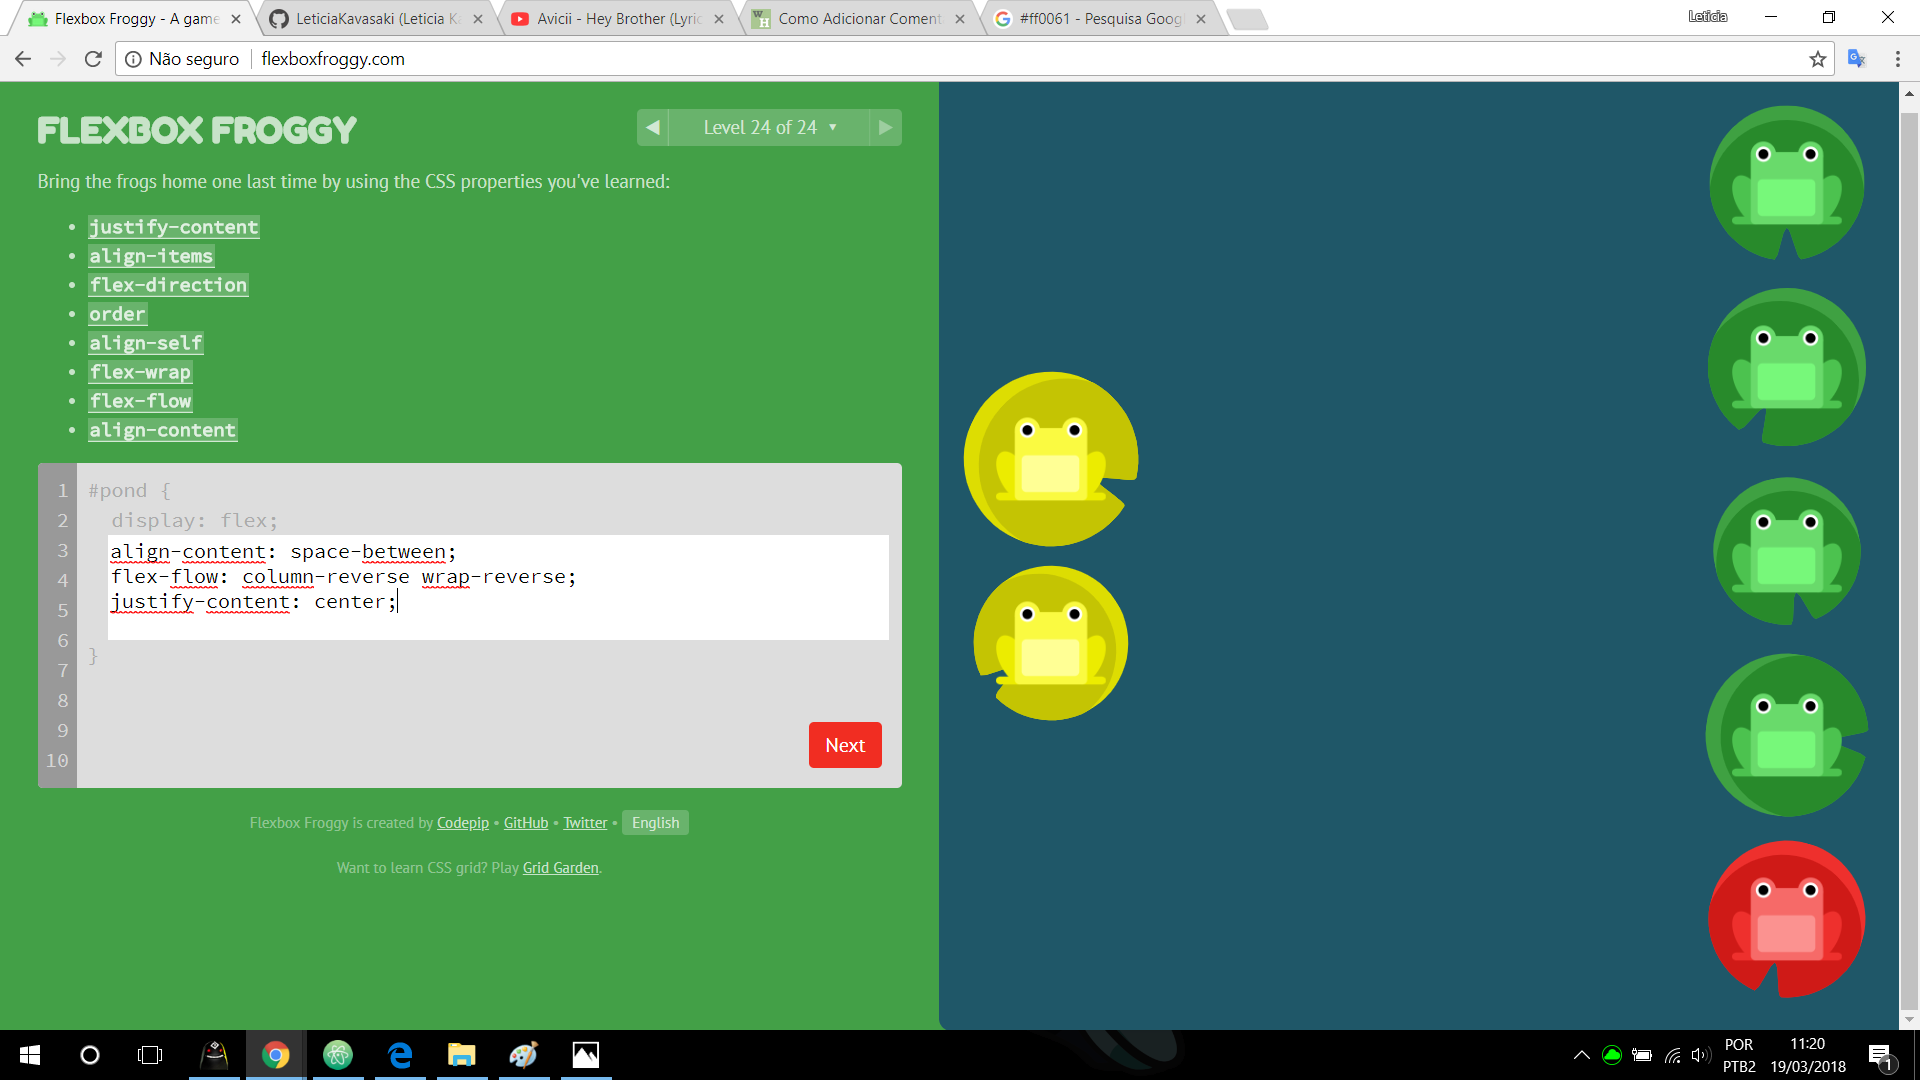 Flexbox Froggy - A game
LeticiaKavasaki (Leticia K
Avicii - Hey Brother (Lyric
Como Adicionar Coment
#ff0061 - Pesquisa Goog
Leticia
Não seguro
flexboxfroggy.com
FLEXBOX FROGGY
◀ Level 24 of 24 ▼ ▶
Bring the frogs home one last time by using the CSS properties you've learned:
• justify-content
• align-items
• flex-direction
• order
• align-self
• flex-wrap
• flex-flow
• align-content
1 #pond {
2 display: flex;
3 align-content: space-between;
4 flex-flow: column-reverse wrap-reverse;
5 justify-content: center;
6 }
7
8
9
10
Next
Flexbox Froggy is created by Codepip • GitHub • Twitter • English
Want to learn CSS grid? Play Grid Garden.
POR
PTB2
11:20
19/03/2018
1